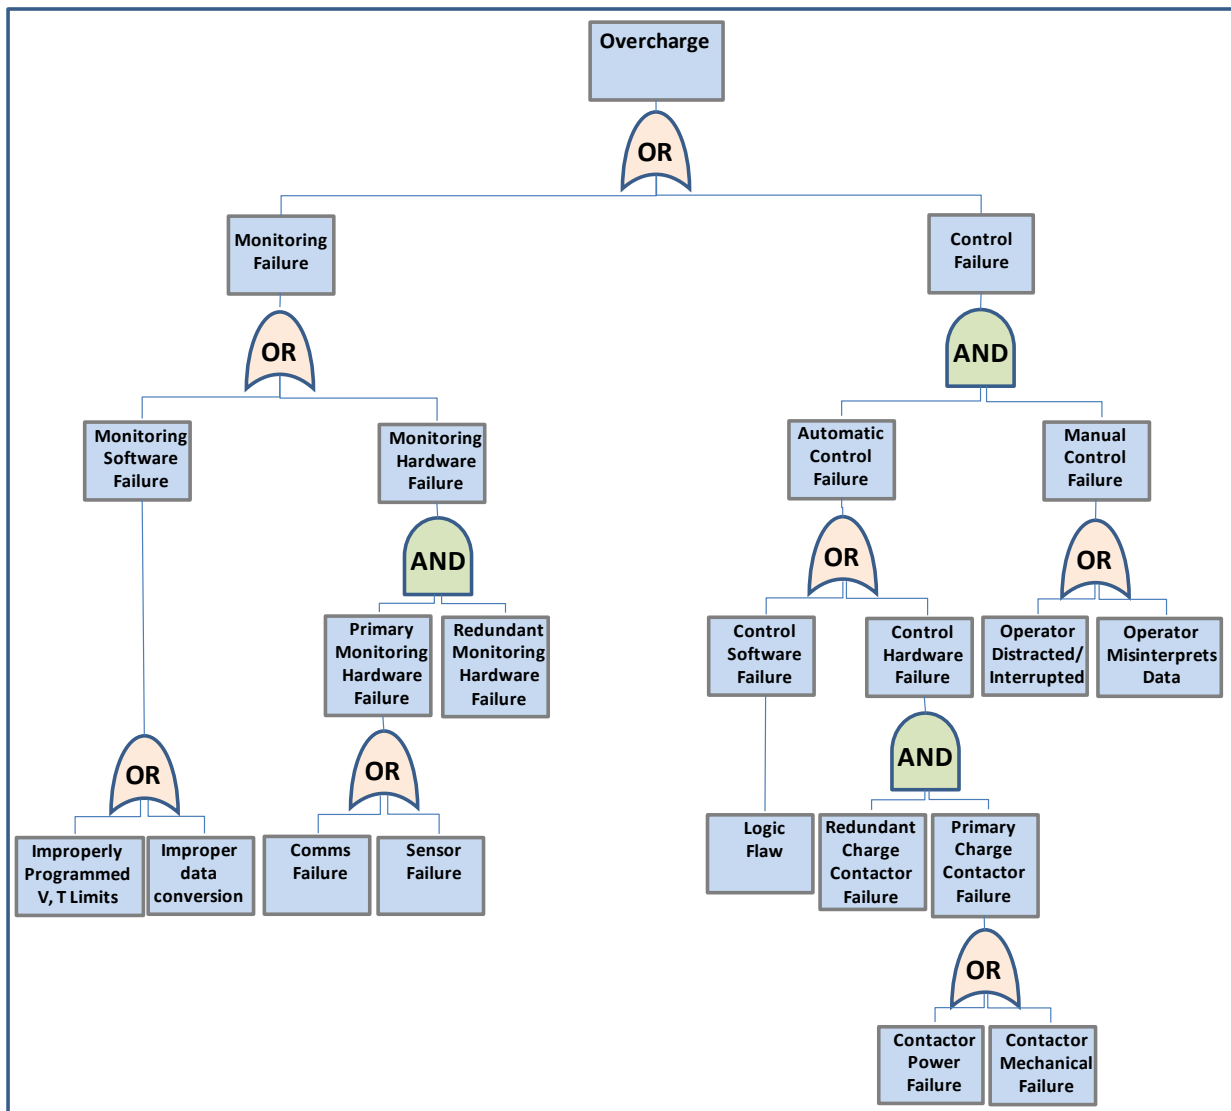 Overcharge
OR
Monitoring
Failure
Control
Failure
OR
AND
Monitoring
Software
Failure
Monitoring
Hardware
Failure
Automatic
Control
Failure
Manual
Control
Failure
AND
OR
OR
Primary
Monitoring
Hardware
Failure
Redundant
Monitoring
Hardware
Failure
Control
Software
Failure
Control
Hardware
Failure
Operator
Distracted/
Interrupted
Operator
Misinterprets
Data
OR
OR
AND
Improperly
Programmed
V, T Limits
Improper
data
conversion
Comms
Failure
Sensor
Failure
Logic
Flaw
Redundant
Charge
Contactor
Failure
Primary
Charge
Contactor
Failure
OR
Contactor
Power
Failure
Contactor
Mechanical
Failure